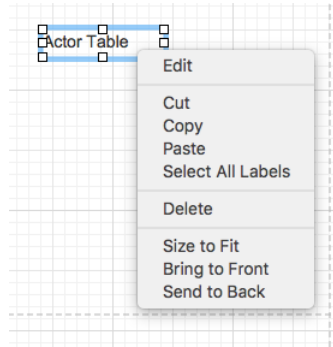 Actor Table
Edit
Cut
Copy
Paste
Select All Labels
Delete
Size to Fit
Bring to Front
Send to Back